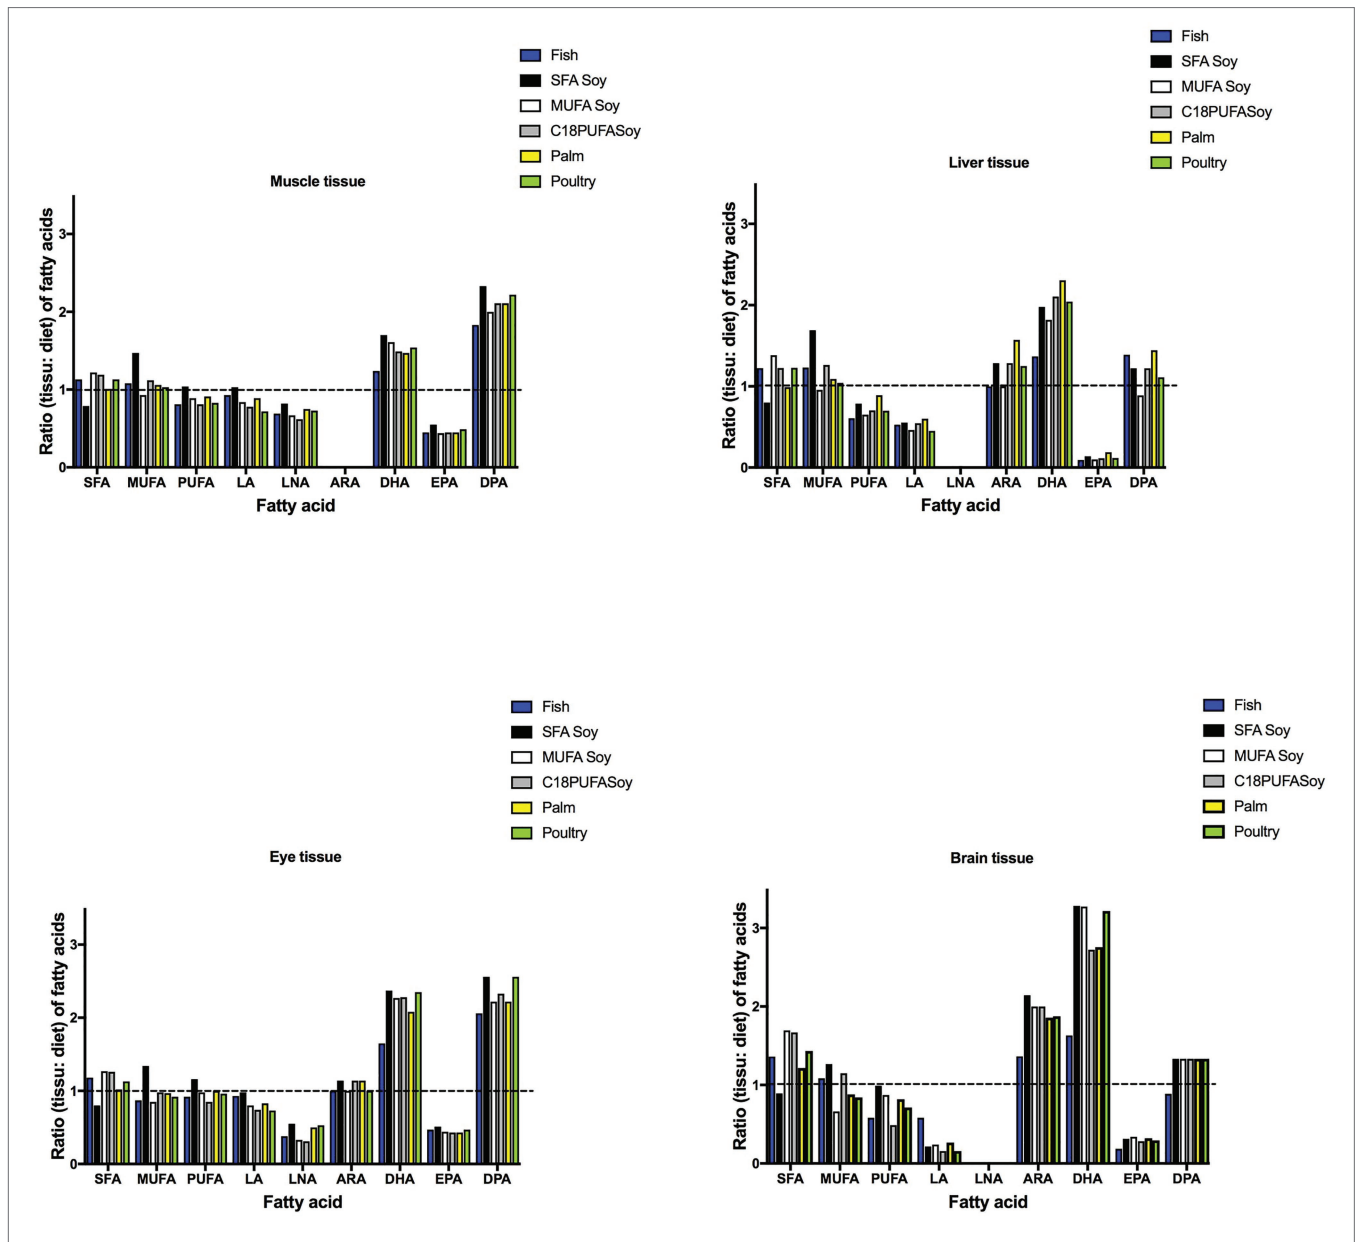 Fish
SFA Soy
MUFA Soy
C18PUFASoy
Palm
Poultry
Muscle tissue
Ratio (tissu: diet) of fatty acids
3
2
1
0
SFA MUFA PUFA LA LNA ARA DHA EPA DPA
Fatty acid
Fish
SFA Soy
MUFA Soy
C18PUFASoy
Palm
Poultry
Liver tissue
Ratio (tissu: diet) of fatty acids
3
2
1
0
SFA MUFA PUFA LA LNA ARA DHA EPA DPA
Fatty acid
Fish
SFA Soy
MUFA Soy
C18PUFASoy
Palm
Poultry
Eye tissue
Ratio (tissu: diet) of fatty acids
3
2
1
0
SFA MUFA PUFA LA LNA ARA DHA EPA DPA
Fatty acid
Fish
SFA Soy
MUFA Soy
C18PUFASoy
Palm
Poultry
Brain tissue
Ratio (tissu: diet) of fatty acids
3
2
1
0
SFA MUFA PUFA LA LNA ARA DHA EPA DPA
Fatty acid